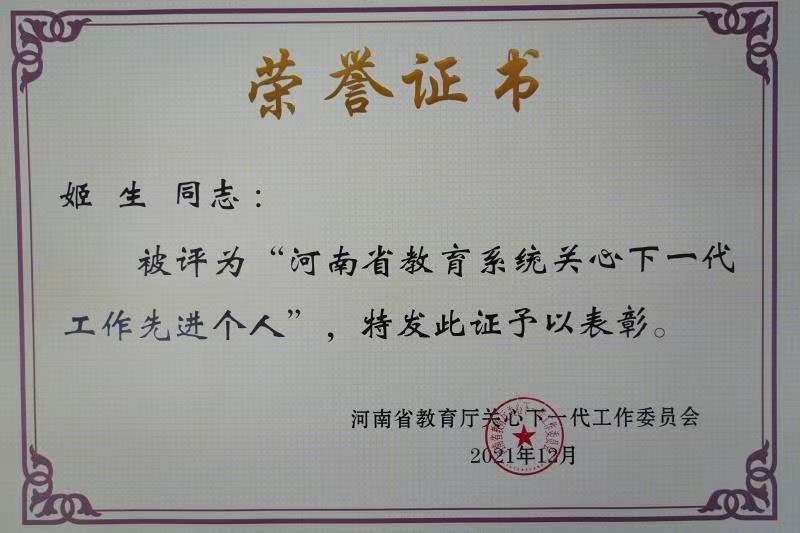 荣誉证书
姬 生 同志：
被评为“河南省教育系统关心下一代
工作先进个人”，特发此证予以表彰。
河南省教育厅关心下一代工作委员会
2021年12月